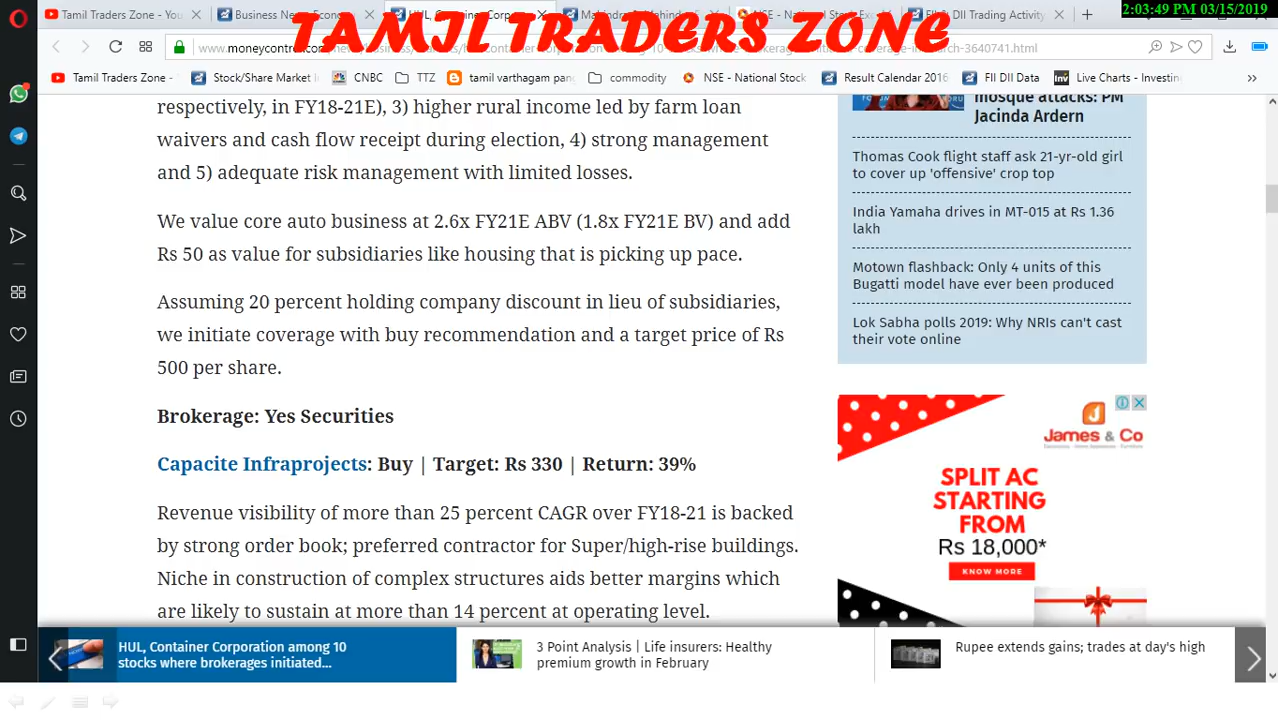 Tamil Traders Zone - You
Business News
HUL, Container Corpor
Mahindra
FII & DII Trading Activity
TAMIL TRADERS ZONE
2:03:49 PM 03/15/2019
www.moneycontrol.com
rch-3640741.html
Tamil Traders Zone -
Stock/Share Market
CNBC
TTZ
tamil varthagam pan
commodity
NSE - National Stock
Result Calendar 2016
FII DII Data
Live Charts - Investin
»
respectively, in FY18-21E), 3) higher rural income led by farm loan
waivers and cash flow receipt during election, 4) strong management
and 5) adequate risk management with limited losses.
We value core auto business at 2.6x FY21E ABV (1.8x FY21E BV) and add
Rs 50 as value for subsidiaries like housing that is picking up pace.
Assuming 20 percent holding company discount in lieu of subsidiaries,
we initiate coverage with buy recommendation and a target price of Rs
500 per share.
Brokerage: Yes Securities
Capacite Infraprojects: Buy | Target: Rs 330 | Return: 39%
Revenue visibility of more than 25 percent CAGR over FY18-21 is backed
by strong order book; preferred contractor for Super/high-rise buildings.
Niche in construction of complex structures aids better margins which
are likely to sustain at more than 14 percent at operating level.
mosque attacks: PM
Jacinda Ardern
Thomas Cook flight staff ask 21-yr-old girl
to cover up 'offensive' crop top
India Yamaha drives in MT-015 at Rs 1.36
lakh
Motown flashback: Only 4 units of this
Bugatti model have ever been produced
Lok Sabha polls 2019: Why NRIs can't cast
their vote online
James & Co
SPLIT AC
STARTING
FROM
Rs 18,000*
KNOW MORE
HUL, Container Corporation among 10
stocks where brokerages initiated...
3 Point Analysis | Life insurers: Healthy
premium growth in February
Rupee extends gains; trades at day's high